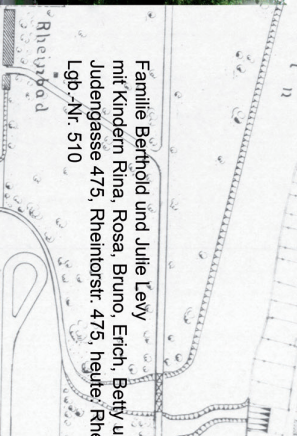 Rheinbad
Familie Berthold und Julie Levy
mit Kindern Rina, Rosa, Bruno, Erich, Betty u
Judengasse 475, Rheintorstr. 475, heute: Rhe
Lgb.-Nr. 510